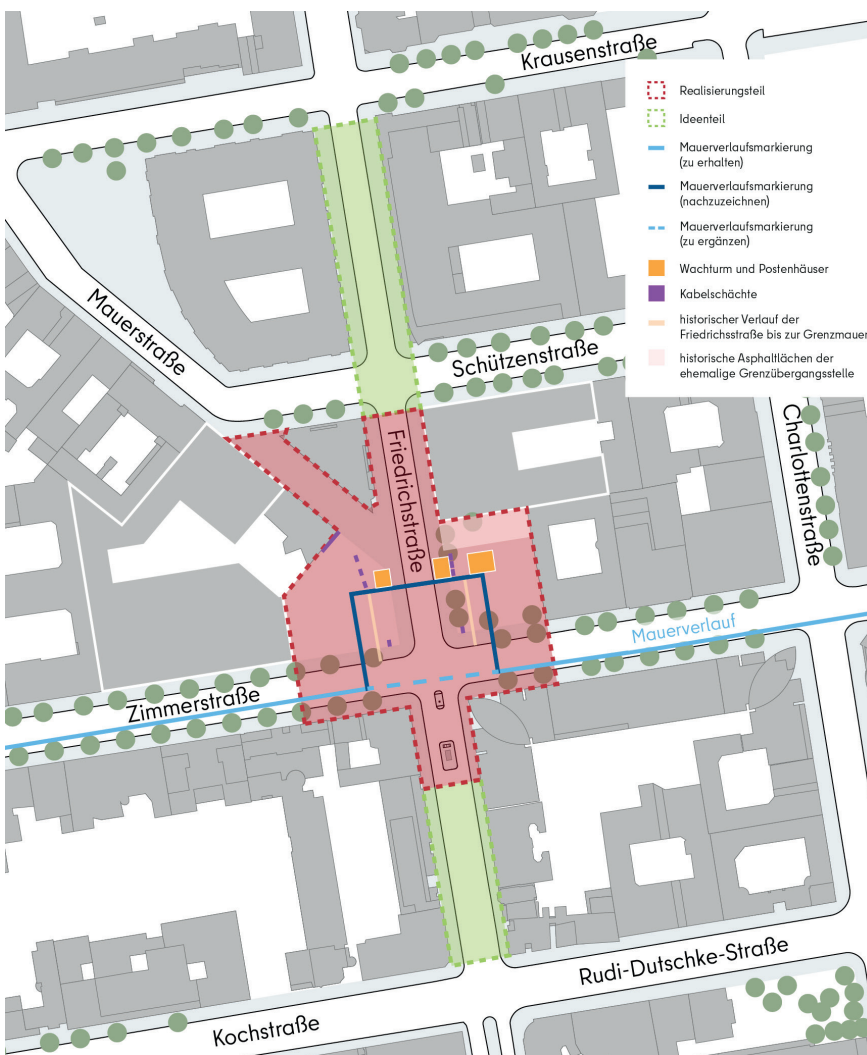 Krausenstraße
Realisierungsteil
Ideenteil
Mauerverlaufsmarkierung
(zu erhalten)
Mauerverlaufsmarkierung
(nachzuzeichnen)
Mauerverlaufsmarkierung
(zu ergänzen)
Wachturm und Postenhäuser
Kabelschächte
historischer Verlauf der
Friedrichsstraße bis zur Grenzmauer
historische Asphaltlächen der
ehemalige Grenzübergangsstelle
Mauerstraße
Schützenstraße
Friedrichstraße
Charlottenstraße
Mauerverlauf
Zimmerstraße
Rudi-Dutschke-Straße
Kochstraße